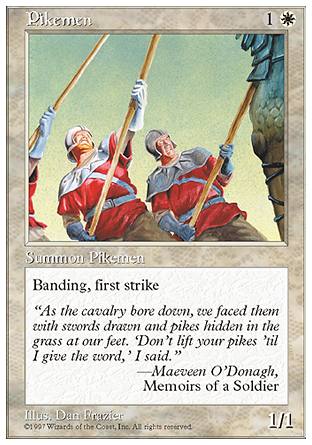 Pikemen 1
Summon Pikemen
Banding, first strike
“As the cavalry bore down, we faced them
with swords drawn and pikes hidden in the
grass at our feet. ‘Don’t lift your pikes ’til
I give the word,’ I said.”
—Maeveen O’Donagh,
Memoirs of a Soldier
Illus. Dan Frazier
©1997 Wizards of the Coast, Inc. All rights reserved.
1/1